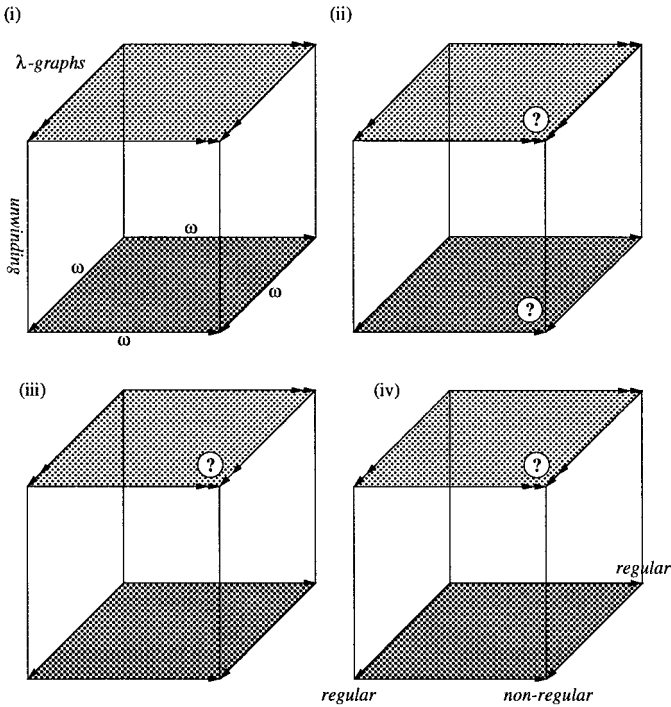 (i)
(ii)
λ-graphs
?
unwinding
ω
ω
ω
?
ω
(iii)
(iv)
?
?
regular
regular
non-regular